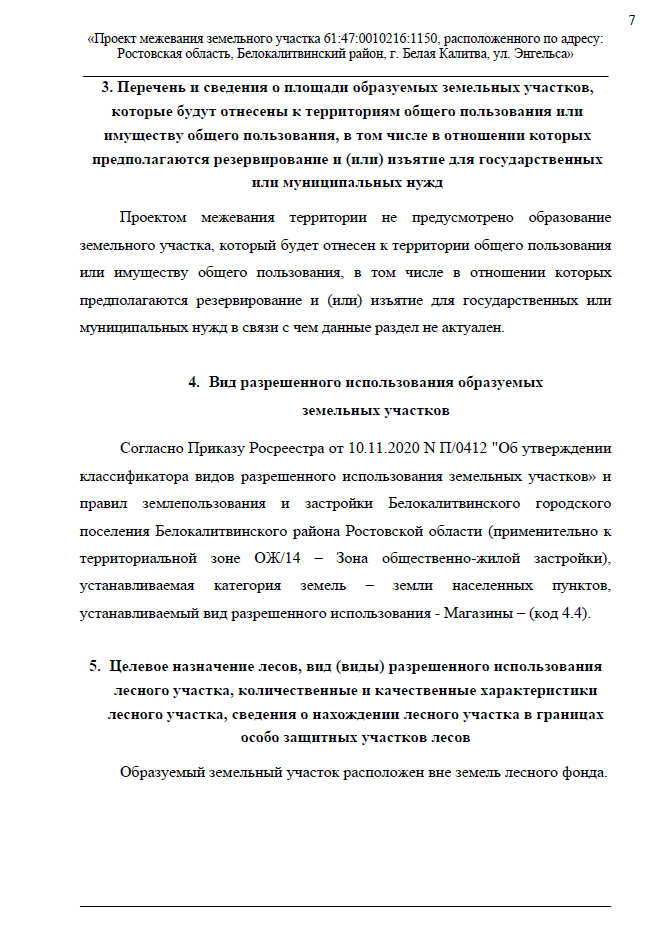 7
«Проект межевания земельного участка 61:47:0010216:1150, расположенного по адресу:
Ростовская область, Белокалитвинский район, г. Белая Калитва, ул. Энгельса»
3. Перечень и сведения о площади образуемых земельных участков,
которые будут отнесены к территориям общего пользования или
имуществу общего пользования, в том числе в отношении которых
предполагаются резервирование и (или) изъятие для государственных
или муниципальных нужд
Проектом межевания территории не предусмотрено образование
земельного участка, который будет отнесен к территории общего пользования
или имуществу общего пользования, в том числе в отношении которых
предполагаются резервирование и (или) изъятие для государственных или
муниципальных нужд в связи с чем данные раздел не актуален.
4. Вид разрешенного использования образуемых
земельных участков
Согласно Приказу Росреестра от 10.11.2020 N П/0412 "Об утверждении
классификатора видов разрешенного использования земельных участков» и
правил землепользования и застройки Белокалитвинского городского
поселения Белокалитвинского района Ростовской области (применительно к
территориальной зоне ОЖ/14 – Зона общественно-жилой застройки),
устанавливаемая категория земель – земли населенных пунктов,
устанавливаемый вид разрешенного использования - Магазины – (код 4.4).
5. Целевое назначение лесов, вид (виды) разрешенного использования
лесного участка, количественные и качественные характеристики
лесного участка, сведения о нахождении лесного участка в границах
особо защитных участков лесов
Образуемый земельный участок расположен вне земель лесного фонда.